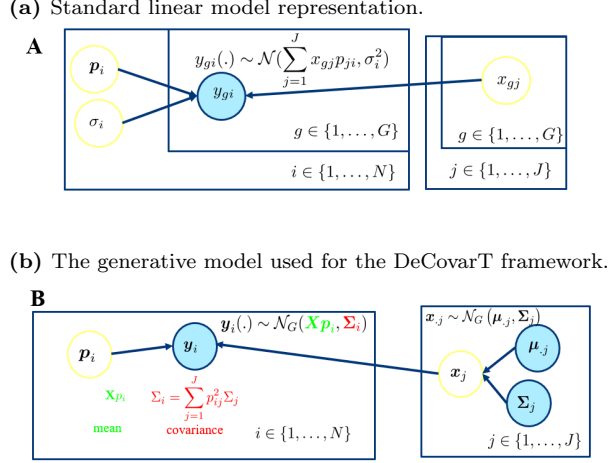 (a) Standard linear model representation.
A
y_{gi}(.) ∼ 𝒩(∑_{j=1}^{J} x_{gj} p_{ji}, σ_i^2)
p_i
y_{gi}
x_{gj}
σ_i
g ∈ {1, . . . , G}
g ∈ {1, . . . , G}
i ∈ {1, . . . , N}
j ∈ {1, . . . , J}
(b) The generative model used for the DeCovarT framework.
B
y_i(.) ∼ 𝒩_G(Xp_i, Σ_i)
x_{.j} ∼ 𝒩_G (μ_{.j}, Σ_j)
p_i
y_i
μ_{.j}
x_j
Xp_i
Σ_i = ∑_{j=1}^{J} p_{ij}^2 Σ_j
Σ_j
mean
covariance
i ∈ {1, . . . , N}
j ∈ {1, . . . , J}